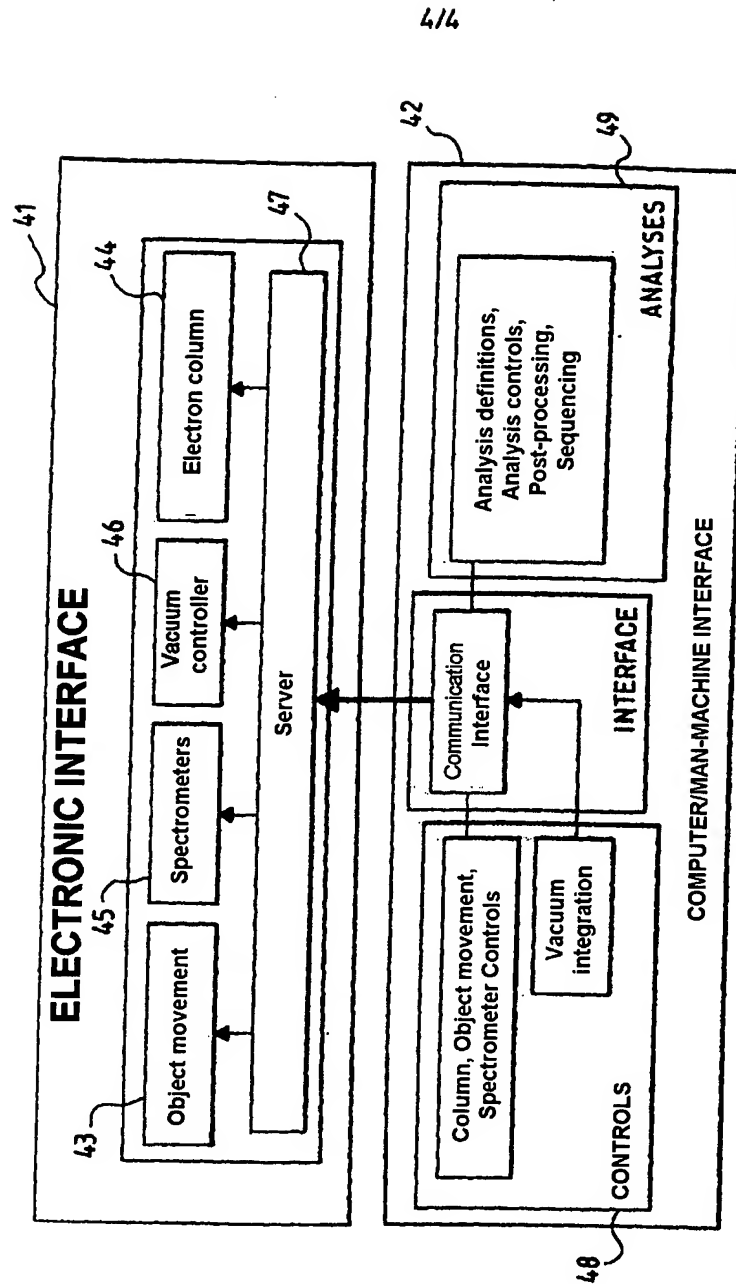 4/4
41
ELECTRONIC INTERFACE
43
45
46
44
Object movement
Spectrometers
Vacuum
controller
Electron column
47
Server
42
Column, Object movement,
Spectrometer Controls
Vacuum
integration
CONTROLS
48
Communication
Interface
INTERFACE
Analysis definitions,
Analysis controls,
Post-processing,
Sequencing
ANALYSES
49
COMPUTER/MAN-MACHINE INTERFACE